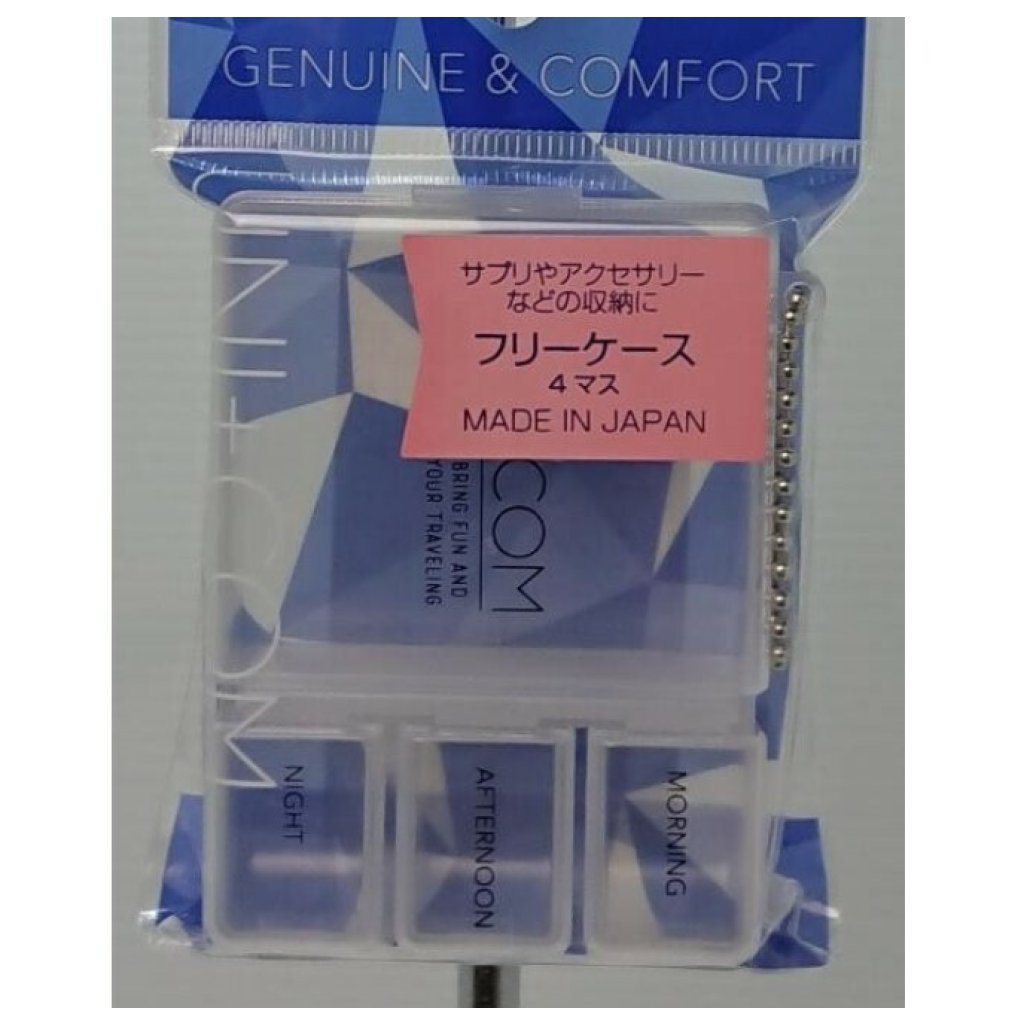 GENUINE & COMFORT
サプリやアクセサリー
などの収納に
フリーケース
4マス
MADE IN JAPAN
COM
BRING FUN AND
YOUR TRAVELING
NIGHT
AFTERNOON
MORNING